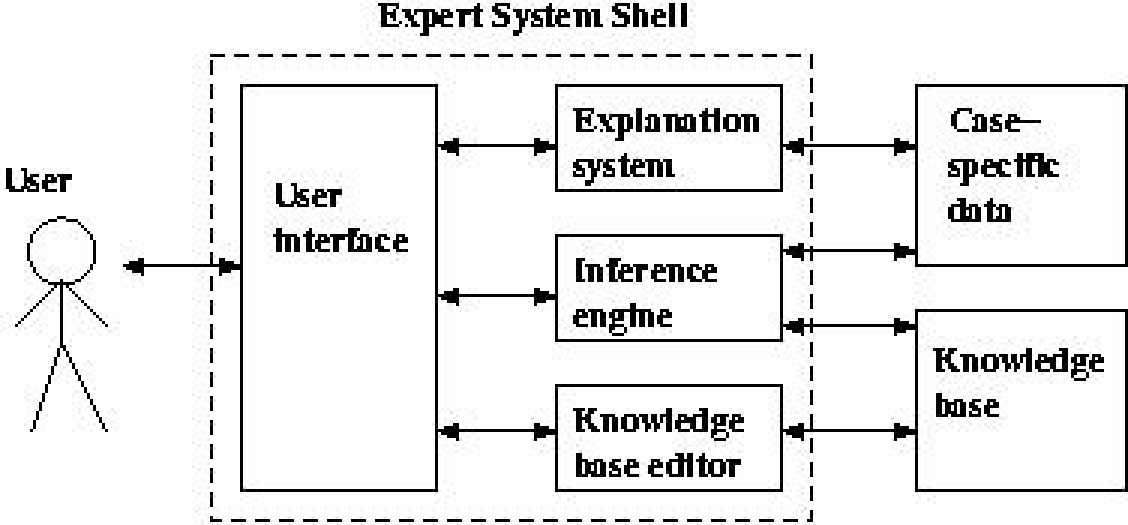 Expert System Shell
User
User
interface
Explanation
system
Inference
engine
Knowledge
base editor
Case-
specific
data
Knowledge
base